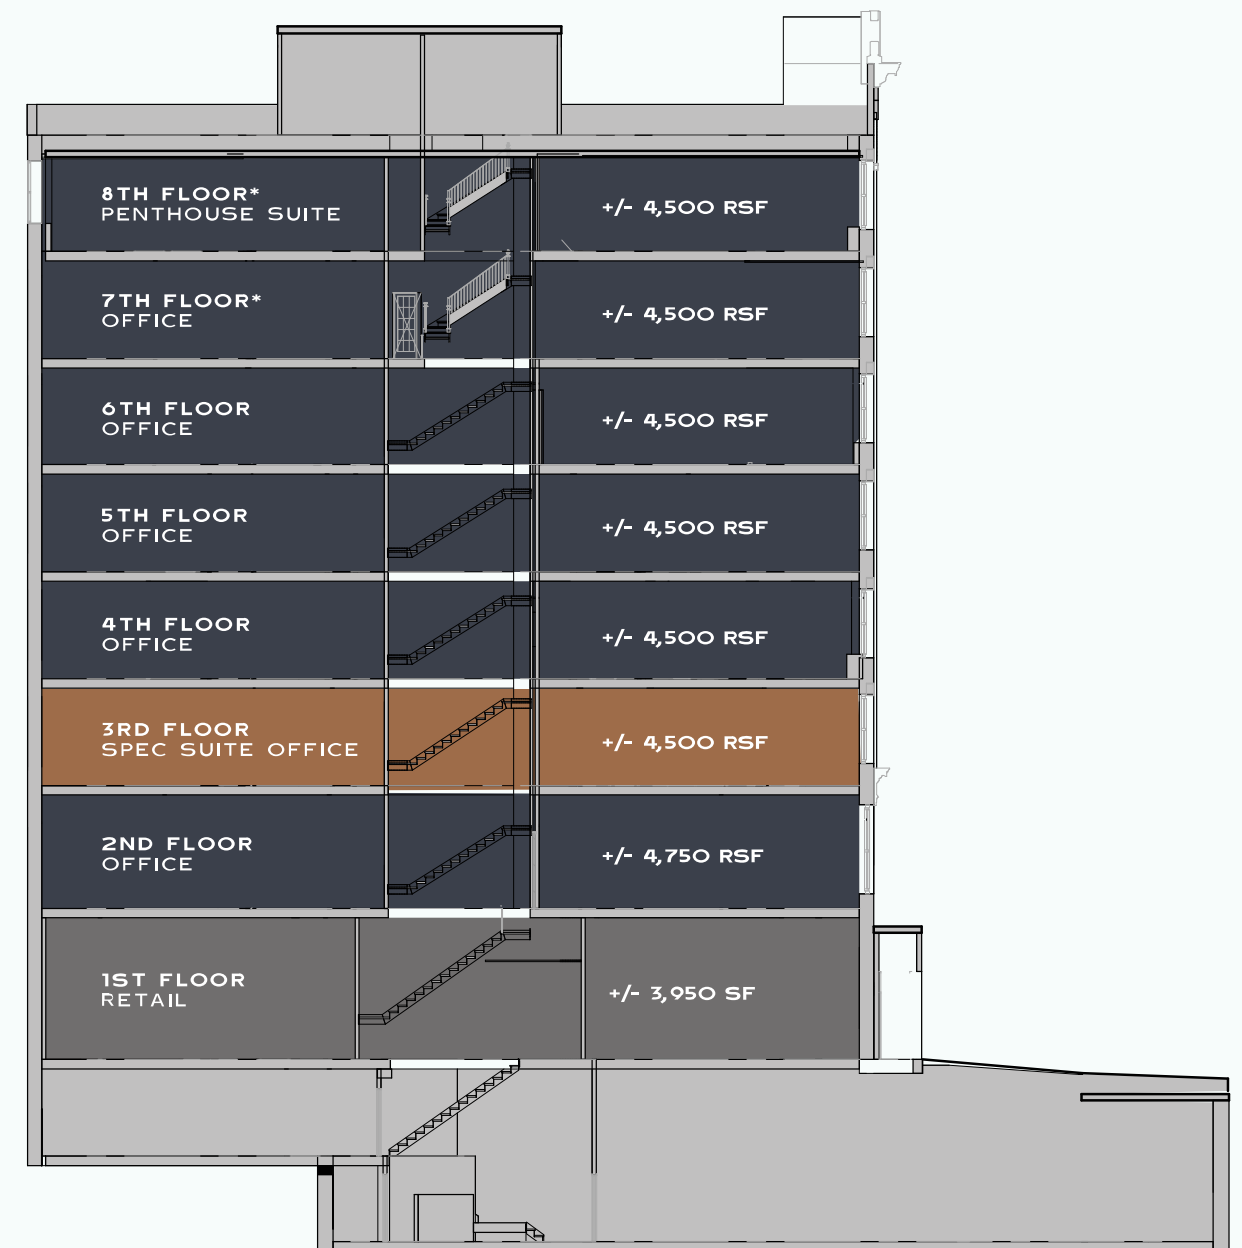 8TH FLOOR*
PENTHOUSE SUITE
+/- 4,500 RSF
7TH FLOOR*
OFFICE
+/- 4,500 RSF
6TH FLOOR
OFFICE
+/- 4,500 RSF
5TH FLOOR
OFFICE
+/- 4,500 RSF
4TH FLOOR
OFFICE
+/- 4,500 RSF
3RD FLOOR
SPEC SUITE OFFICE
+/- 4,500 RSF
2ND FLOOR
OFFICE
+/- 4,750 RSF
1ST FLOOR
RETAIL
+/- 3,950 SF